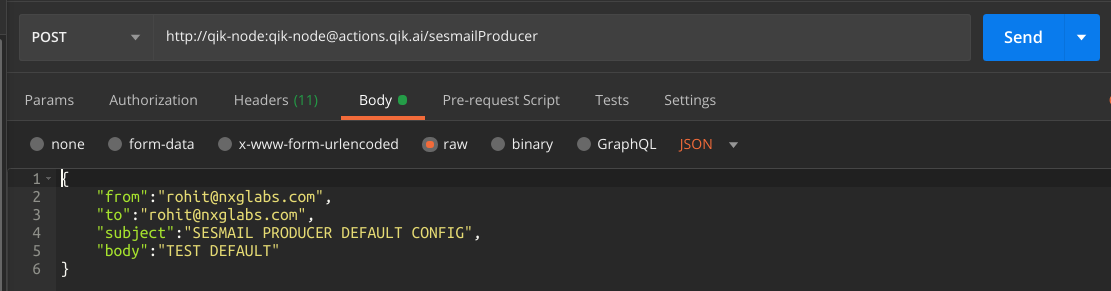 POST http://qik-node:qik-node@actions.qik.ai/sesmailProducer Send
Params Authorization Headers (11) Body Pre-request Script Tests Settings
none form-data x-www-form-urlencoded raw binary GraphQL JSON
1 {
2 "from":"rohit@nxglabs.com",
3 "to":"rohit@nxglabs.com",
4 "subject":"SESMAIL PRODUCER DEFAULT CONFIG",
5 "body":"TEST DEFAULT"
6 }